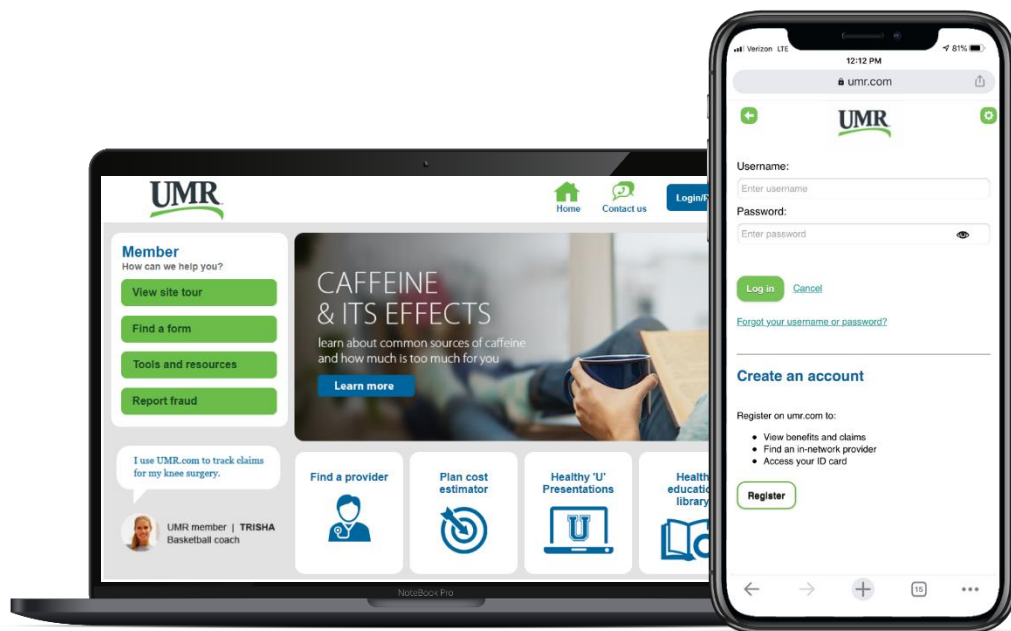 UMR
Home
Contact us
Member
How can we help you?
View site tour
Find a form
Tools and resources
Report fraud
CAFFEINE
& ITS EFFECTS
learn about common sources of caffeine
and how much is too much for you
Learn more
I use UMR.com to track claims
for my knee surgery.
UMR member | TRISHA
Basketball coach
Find a provider
Plan cost
estimator
Healthy 'U'
Presentations
U
Health
library
NoteBook Pro
Verizon LTE
81%
12:12 PM
umr.com
UMR
Username:
Enter username
Password:
Enter password
Log in
Cancel
Forgot your username or password?
Create an account
Register on umr.com to:
• View benefits and claims
• Find an in-network provider
• Access your ID card
Register
15